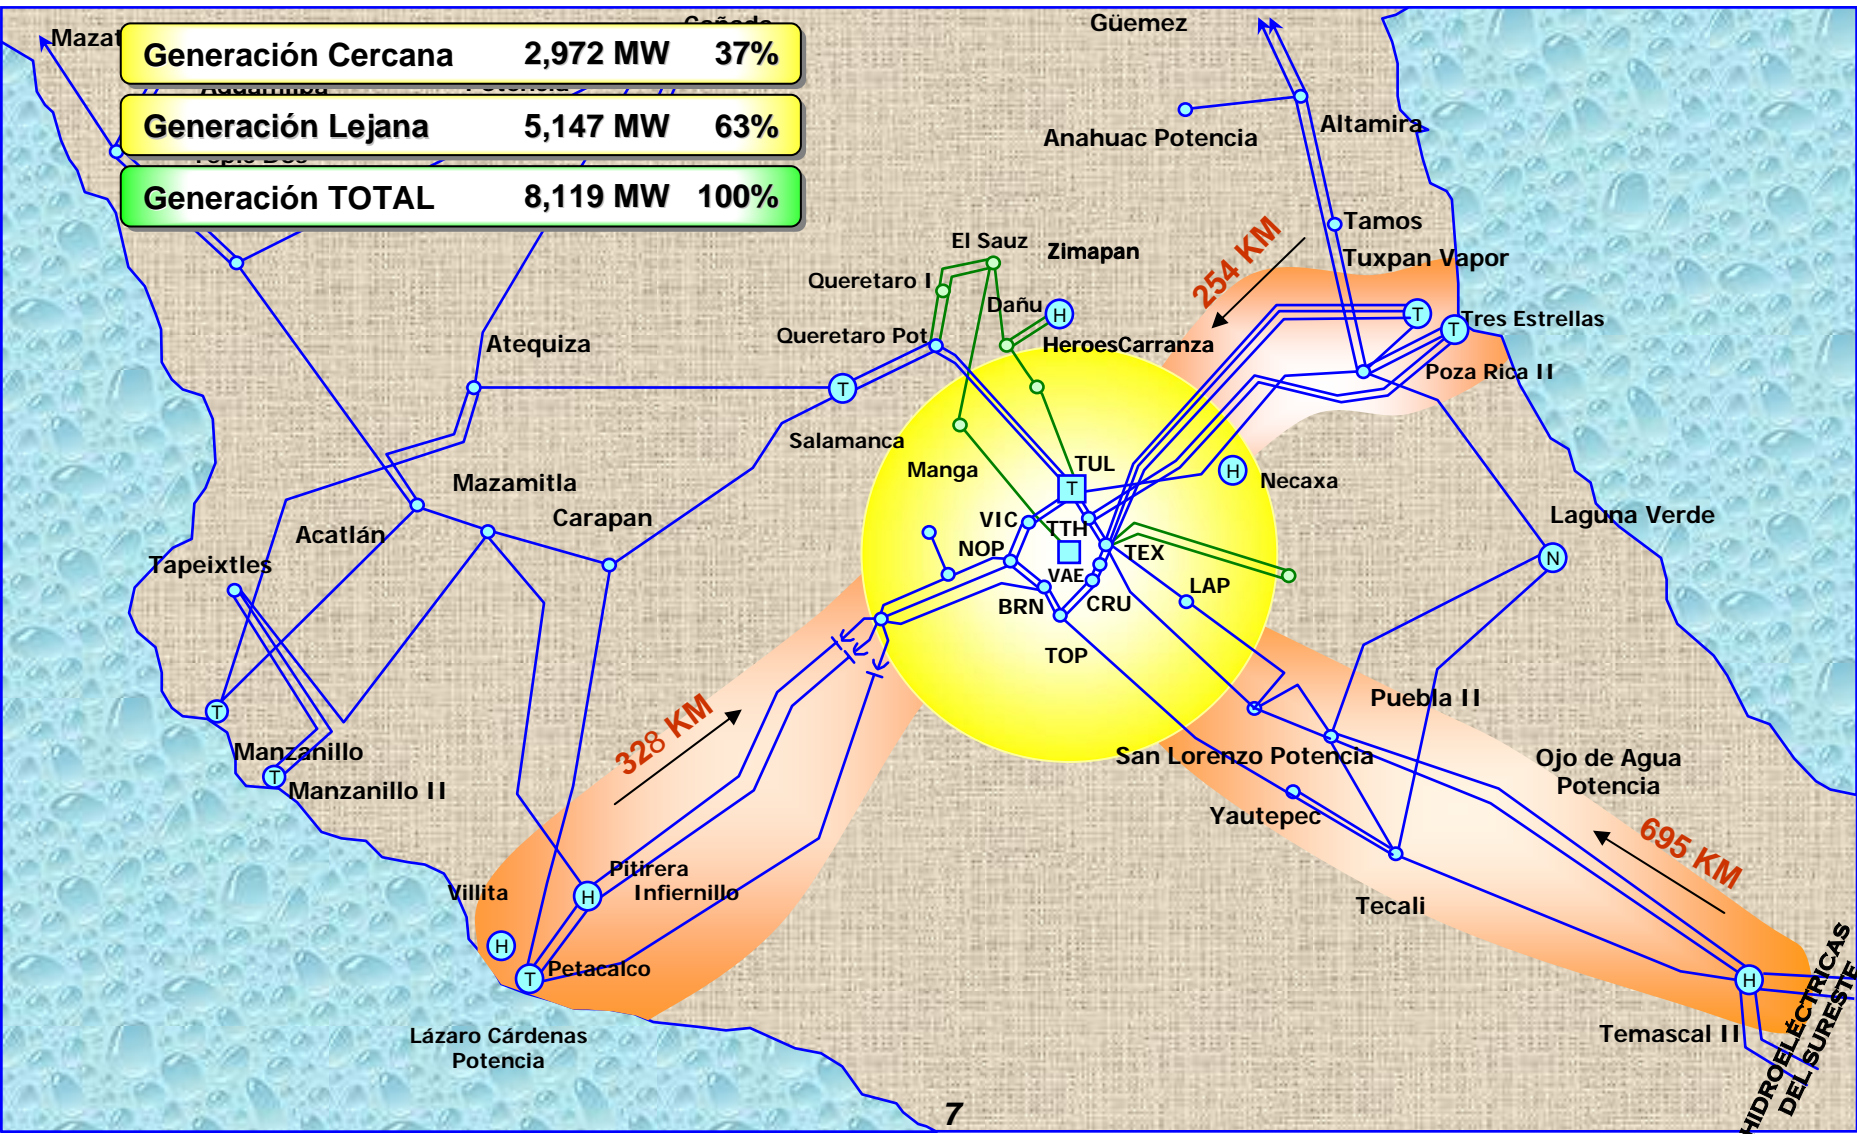 Mazat
Generación Cercana 2,972 MW 37%
Generación Lejana 5,147 MW 63%
Generación TOTAL 8,119 MW 100%
Güemez
Altamira
Anahuac Potencia
Tamos
Tuxpan Vapor
254 KM
El Sauz
Zimapan
Queretaro I
Dañu
H
T
T
Tres Estrellas
Queretaro Pot
HeroesCarranza
Atequiza
Poza Rica II
T
Salamanca
Manga
TUL
T
H
Necaxa
Mazamitla
Carapan
Acatlán
VIC
TTH
Laguna Verde
NOP
TEX
N
Tapeixtles
VAE
LAP
BRN
CRU
TOP
Puebla II
T
328 KM
Manzanillo
San Lorenzo Potencia
Ojo de Agua
Potencia
T
Manzanillo II
Yautepec
695 KM
Pitirera
Infiernillo
Villita
H
Tecali
H
Petacalco
T
H
Lázaro Cárdenas
Potencia
Temascal II
HIDROELÉCTRICAS
DEL SURESTE
7